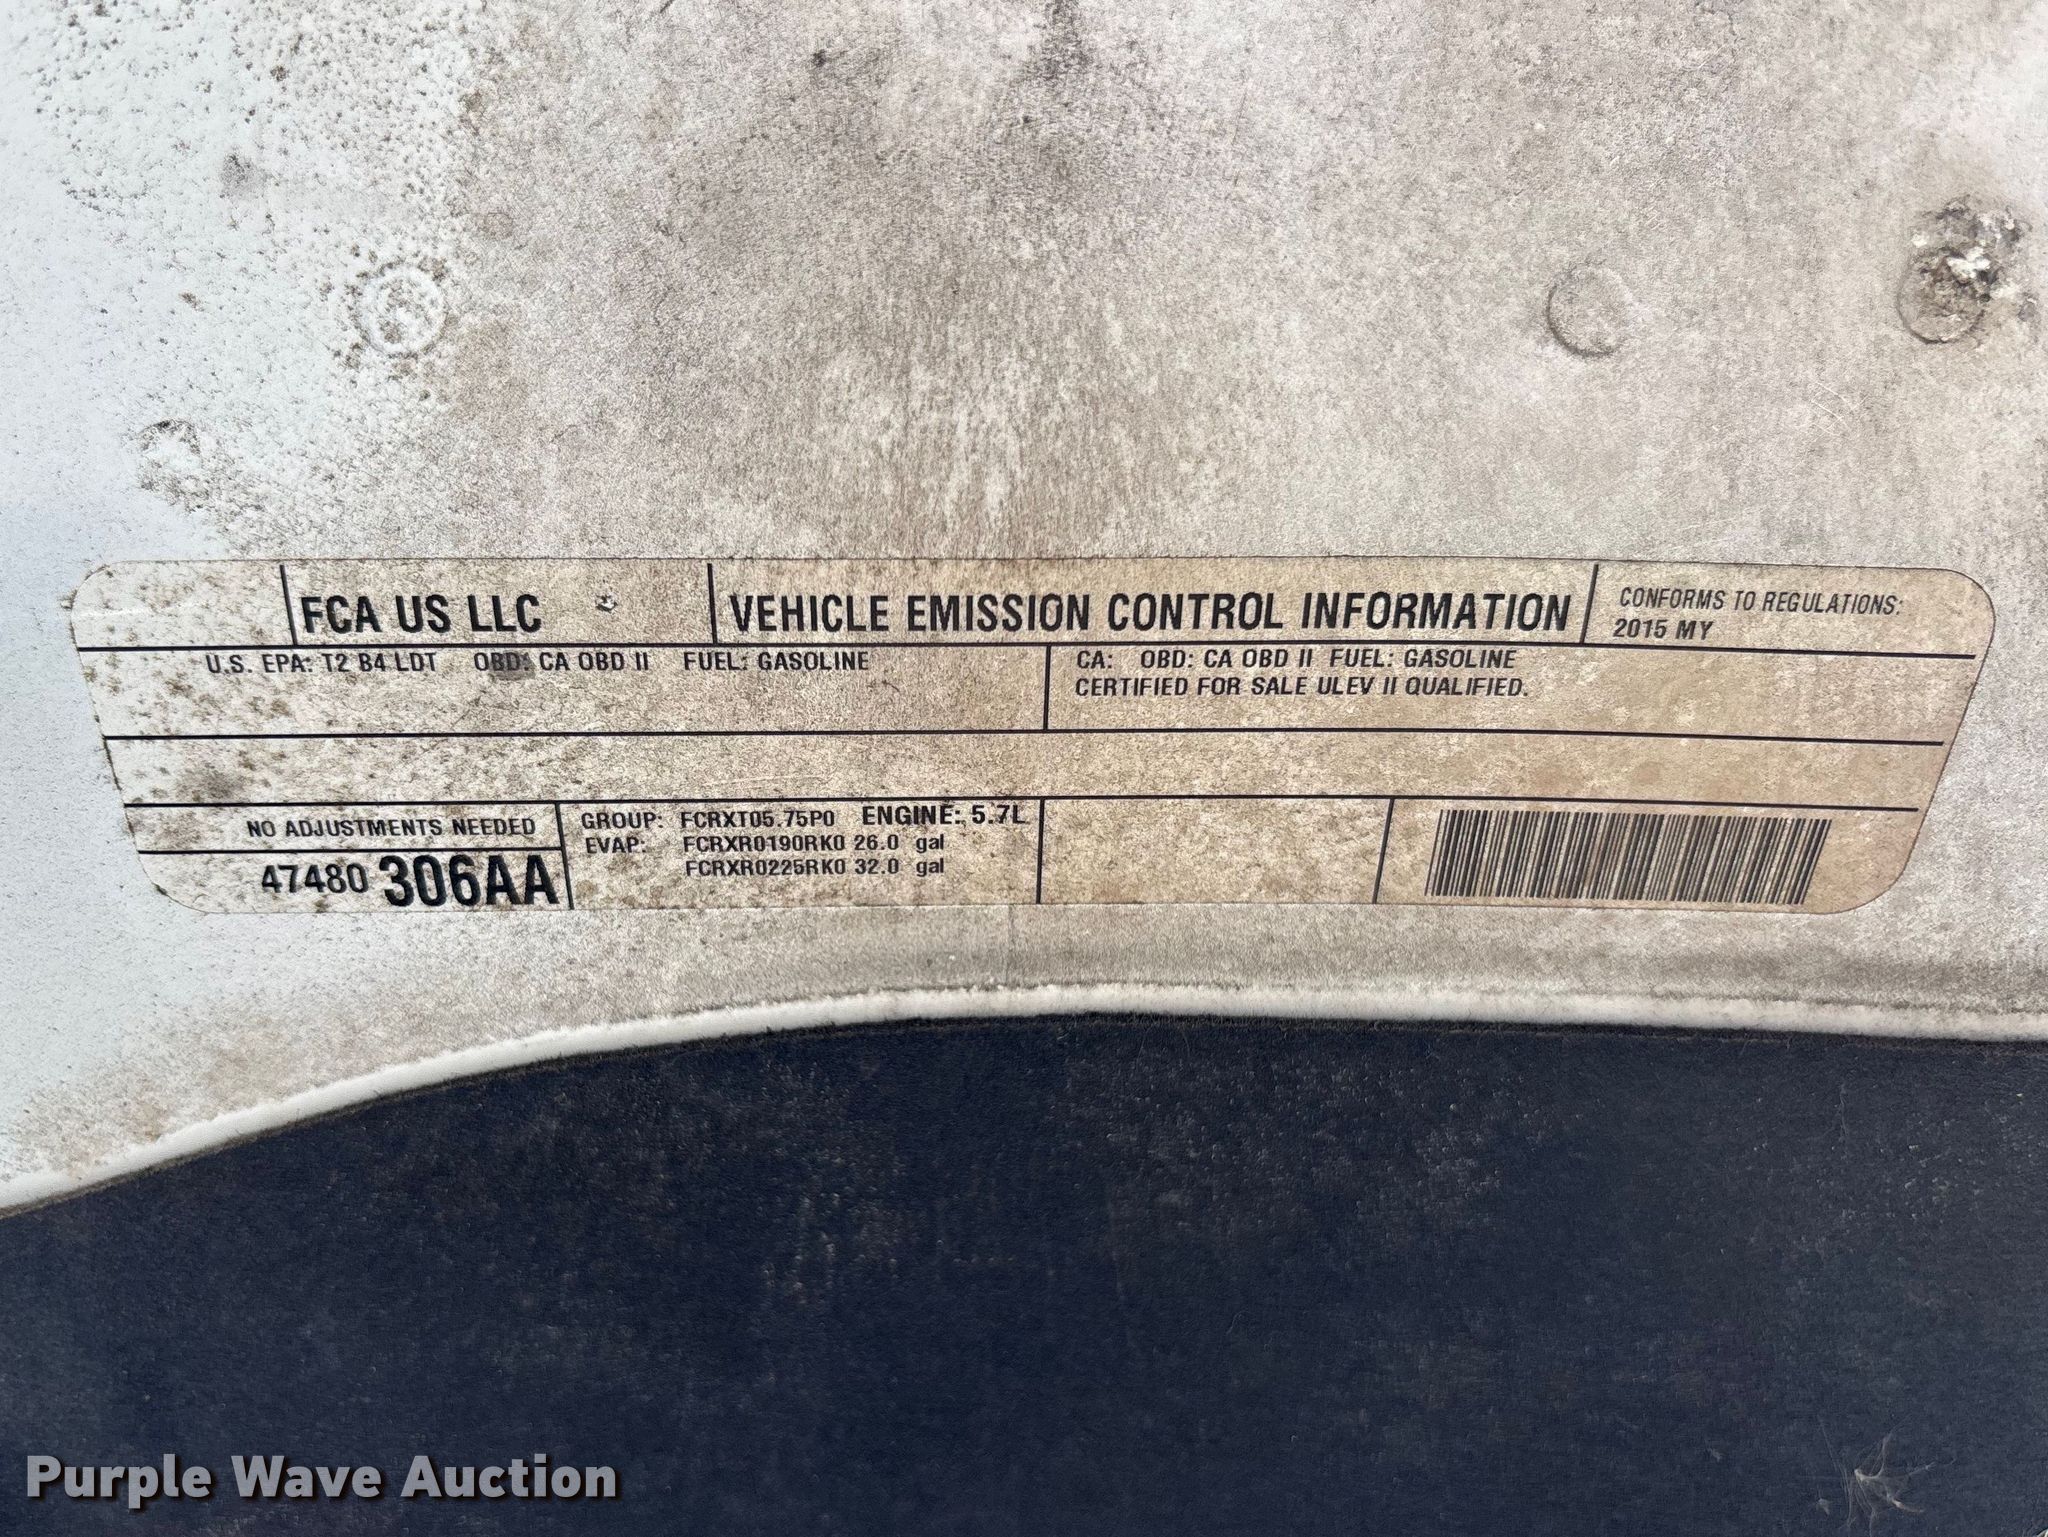 FCA US LLC
VEHICLE EMISSION CONTROL INFORMATION
CONFORMS TO REGULATIONS:
2015 MY
U.S. EPA: T2 B4 LDT OBD: CA OBD II FUEL: GASOLINE
CA: OBD: CA OBD II FUEL: GASOLINE
CERTIFIED FOR SALE ULEV II QUALIFIED.
NO ADJUSTMENTS NEEDED
47480 306AA
GROUP: FCRXT05.75P0 ENGINE: 5.7L
EVAP: FCRXR0190RK0 26.0 gal
FCRXR0225RK0 32.0 gal
Purple Wave Auction